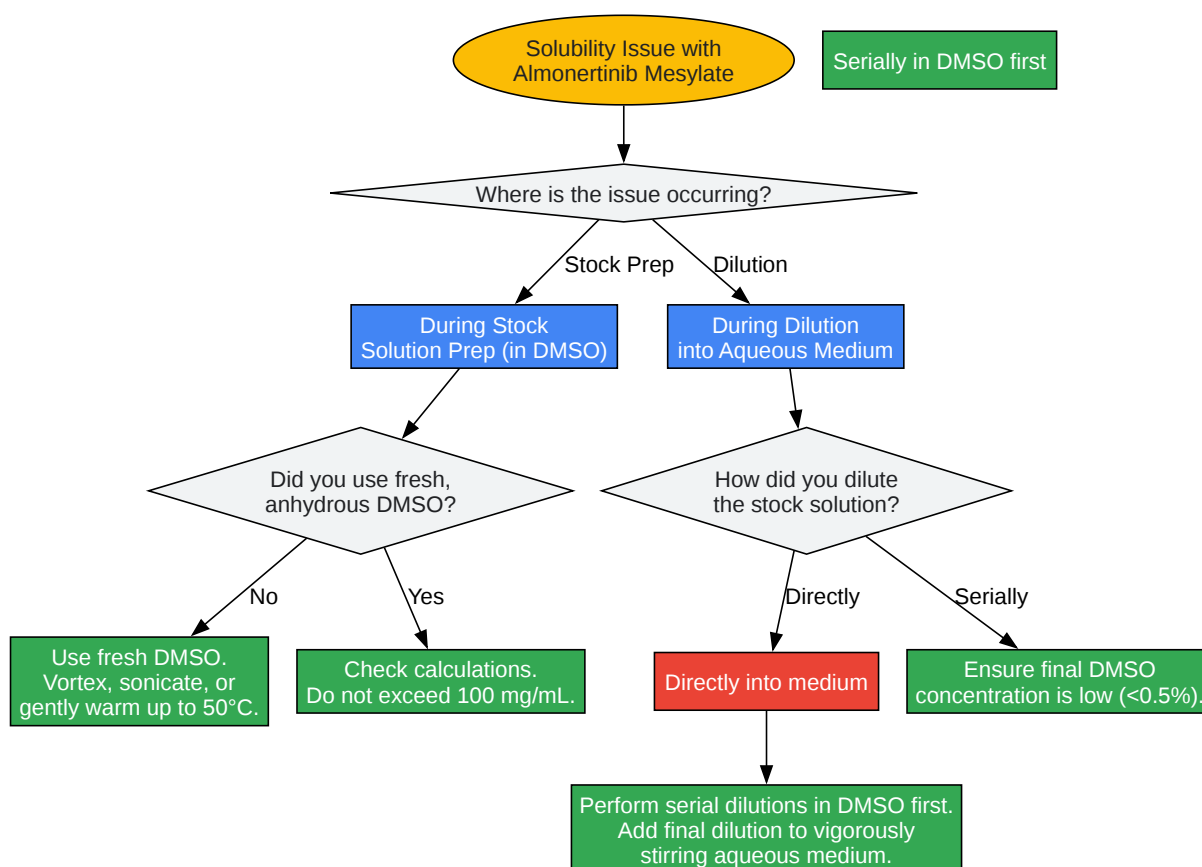 Solubility Issue with
Almonertinib Mesylate
Serially in DMSO first
Where is the issue occurring?
Stock Prep
Dilution
During Stock
Solution Prep (in DMSO)
During Dilution
into Aqueous Medium
Did you use fresh,
anhydrous DMSO?
How did you dilute
the stock solution?
No
Yes
Directly
Serially
Use fresh DMSO.
Vortex, sonicate, or
gently warm up to 50°C.
Check calculations.
Do not exceed 100 mg/mL.
Directly into medium
Ensure final DMSO
concentration is low (<0.5%).
Perform serial dilutions in DMSO first.
Add final dilution to vigorously
stirring aqueous medium.